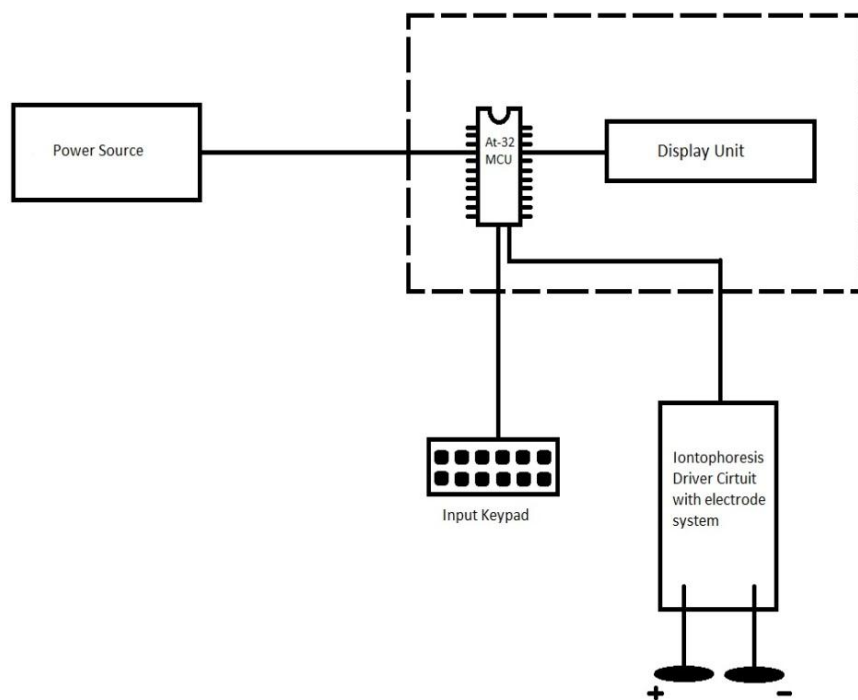 Power Source
At-32
MCU
Display Unit
Input Keypad
Iontophoresis
Driver Cirtuit
with electrode
system
+ -